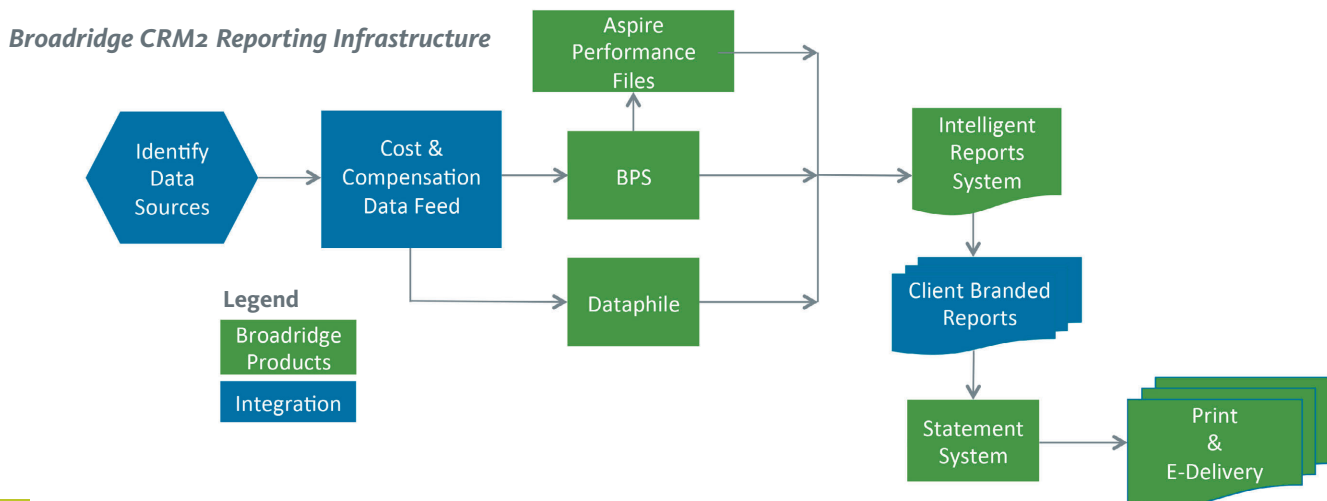 Broadridge CRM2 Reporting Infrastructure
Aspire
Performance
Files
Identify
Data
Sources
Cost &
Compensation
Data Feed
BPS
Intelligent
Reports
System
Dataphile
Client Branded
Reports
Legend
Broadridge
Products
Integration
Statement
System
Print
&
E-Delivery